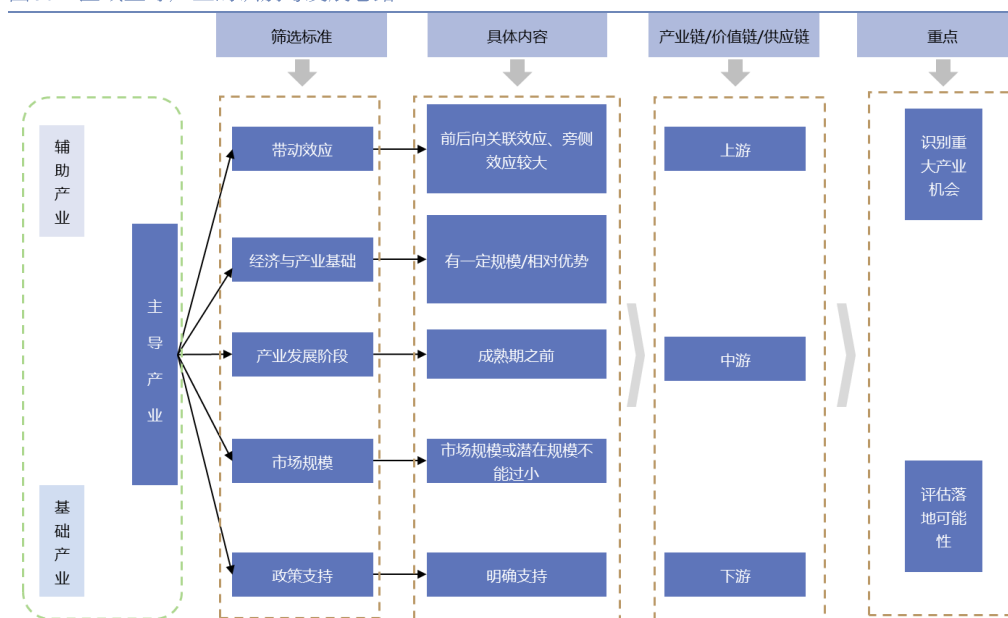 筛选标准
具体内容
产业链/价值链/供应链
重点
辅
助
产
业
主
导
产
业
基
础
产
业
带动效应
前后向关联效应、旁侧
效应较大
经济与产业基础
有一定规模/相对优势
产业发展阶段
成熟期之前
市场规模
市场规模或潜在规模不
能过小
政策支持
明确支持
上游
中游
下游
识别重
大产业
机会
评估落
地可能
性